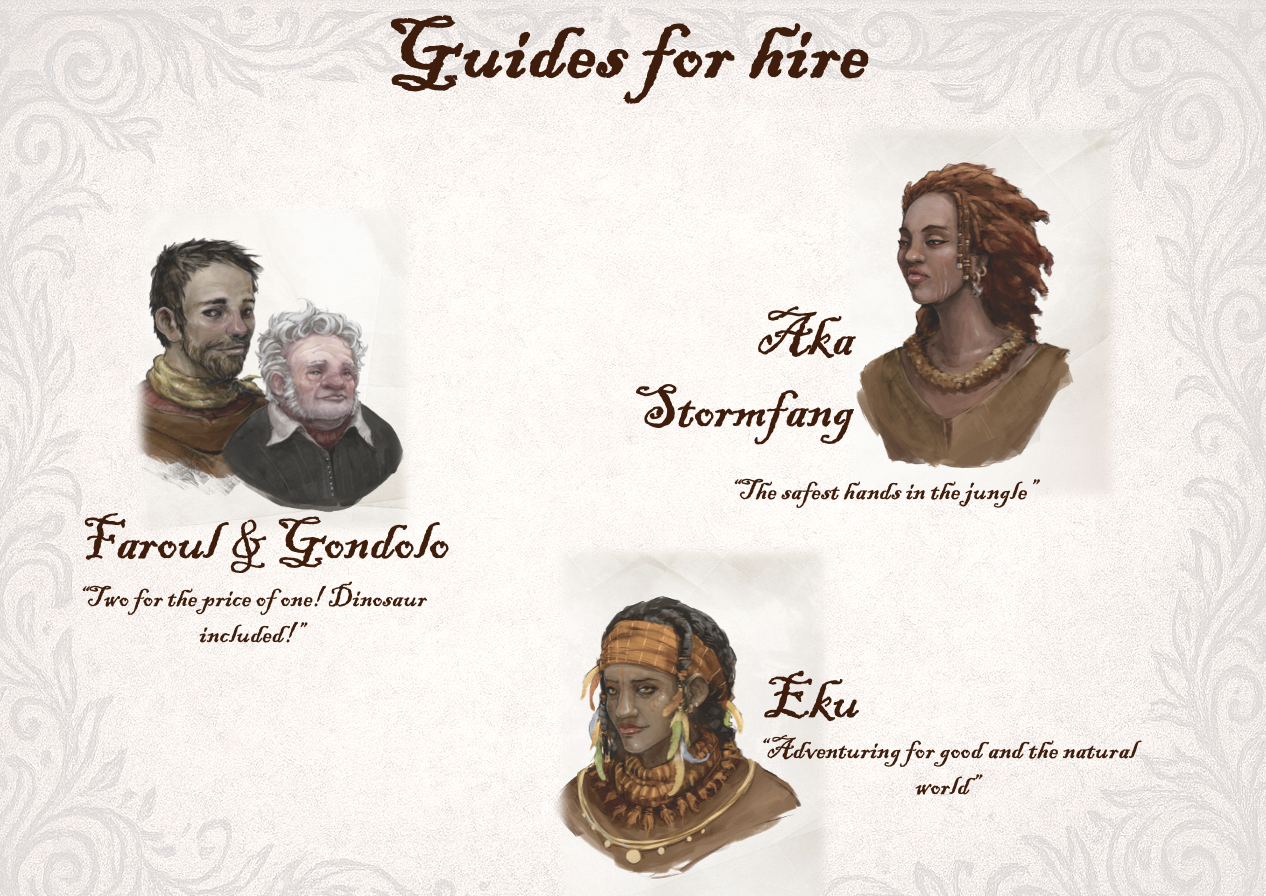 Guides for hire
Aka
Stormfang
“The safest hands in the jungle”
Faroul & Gondolo
“Two for the price of one! Dinosaur
included!”
Eku
“Adventuring for good and the natural
world”